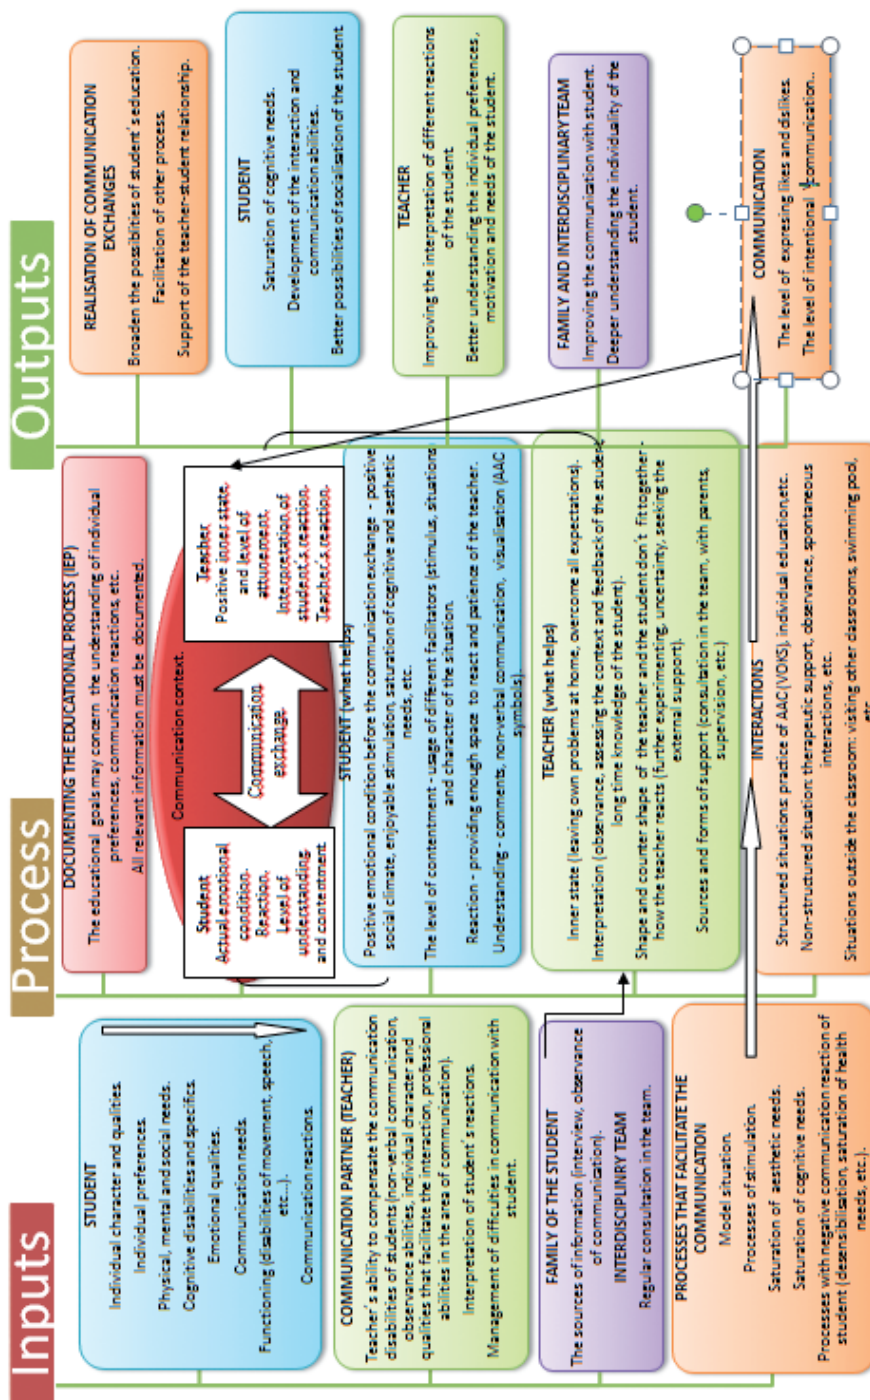 Inputs
STUDENT
Individual character and qualities.
Individual preferences.
Physical, mental and social needs.
Cognitive disabilities and specifics.
Emotional qualities.
Communication needs.
Functioning (disabilities of movement, speech,
etc...).
Communication reactions.
COMMUNICATION PARTNER (TEACHER)
Teacher´s ability to compensate the communication
disabilities of students (non-verbal communication,
observance abilities, individual character and
qualities that facilitate the interaction, professional
abilities in the area of communication).
Interpretation of student´s reactions.
Management of difficulties in communication with
student.
FAMILY OF THE STUDENT
The sources of information (interview, observance
of communication).
INTERDISCIPLINRY TEAM
Regular consultation in the team.
PROCESSES THAT FACILITATE THE
COMMUNICATION
Model situation.
Processes of stimulation.
Saturation of aesthetic needs.
Saturation of cognitive needs.
Processes with negative communication reaction of
student (desensibilisation, saturation of health
needs, etc.).
Process
DOCUMENTING THE EDUCATIONAL PROCESS (IEP)
The educational goals may concern the understanding of individual
preferences, communication reactions, etc.
All relevant information must be documented.
Communication context.
Student
Actual emotional
condition.
Reaction.
Level of
understanding
and contentment.
Communication
exchange
Teacher
Positive inner state,
and level of
attunement.
Interpretation of
student´s reaction.
Teacher´s reaction.
STUDENT (what helps)
Positive emotional condition before the communication exchange - positive
social climate, enjoyable stimulation, saturation of cognitive and aesthetic
needs, etc.
The level of contentment - usage of different facilitators (stimulus, situations
and character of the situation.
Reaction - providing enough space to react and patience of the teacher.
Understanding - comments, non-verbal communication, visualisation (AAC
symbols).
TEACHER (what helps)
Inner state (leaving own problems at home, overcome all expectations).
Interpretation (observance, assessing the context and feedback of the student,
long time knowledge of the student).
Shape and counter shape of the teacher and the student don´t fit together -
how the teacher reacts (further experimenting, uncertainty, seeking the
external support).
Sources and forms of support (consultation in the team, with parents,
supervision, etc.)
INTERACTIONS
Structured situations: practice of AAC (VOKS), individual education,etc.
Non-structured situation: therapeutic support, observance, spontaneous
interactions, etc.
Situations outside the classroom: visiting other classrooms, swimming pool,
etc.
Outputs
REALISATION OF COMMUNICATION
EXCHANGES
Broaden the possiblities of student´s education.
Facilitation of other process.
Support of the teacher-student relationship.
STUDENT
Saturation of cognitive needs.
Development of the interaction and
communication abilities.
Better possibilities of socialisation of the student
TEACHER
Improving the interpretation of different reactions
of the student.
Better understanding the individual preferences,
motivation and needs of the student.
FAMILY AND INTERDISCIPLINARY TEAM
Improving the communication with student.
Deeper understanding the individuality of the
student.
COMMUNICATION
The level of expresing likes and dislikes.
The level of intentional communication..